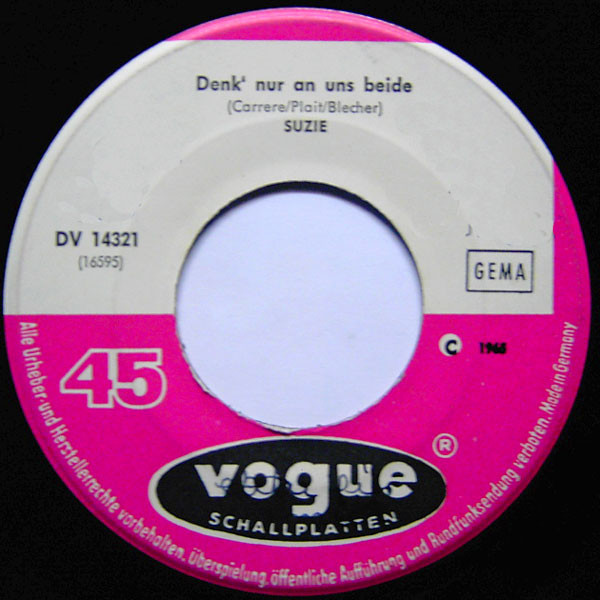 Denk' nur an uns beide
(Carrere/Plait/Blecher)
SUZIE
DV 14321
(16595)
GEMA
45
C 1965
vogue ®
SCHALLPLATTEN
Alle Urheber- und Herstellerrechte vorbehalten. Überspielung, öffentliche Aufführung und Rundfunksendung verboten. Made in Germany